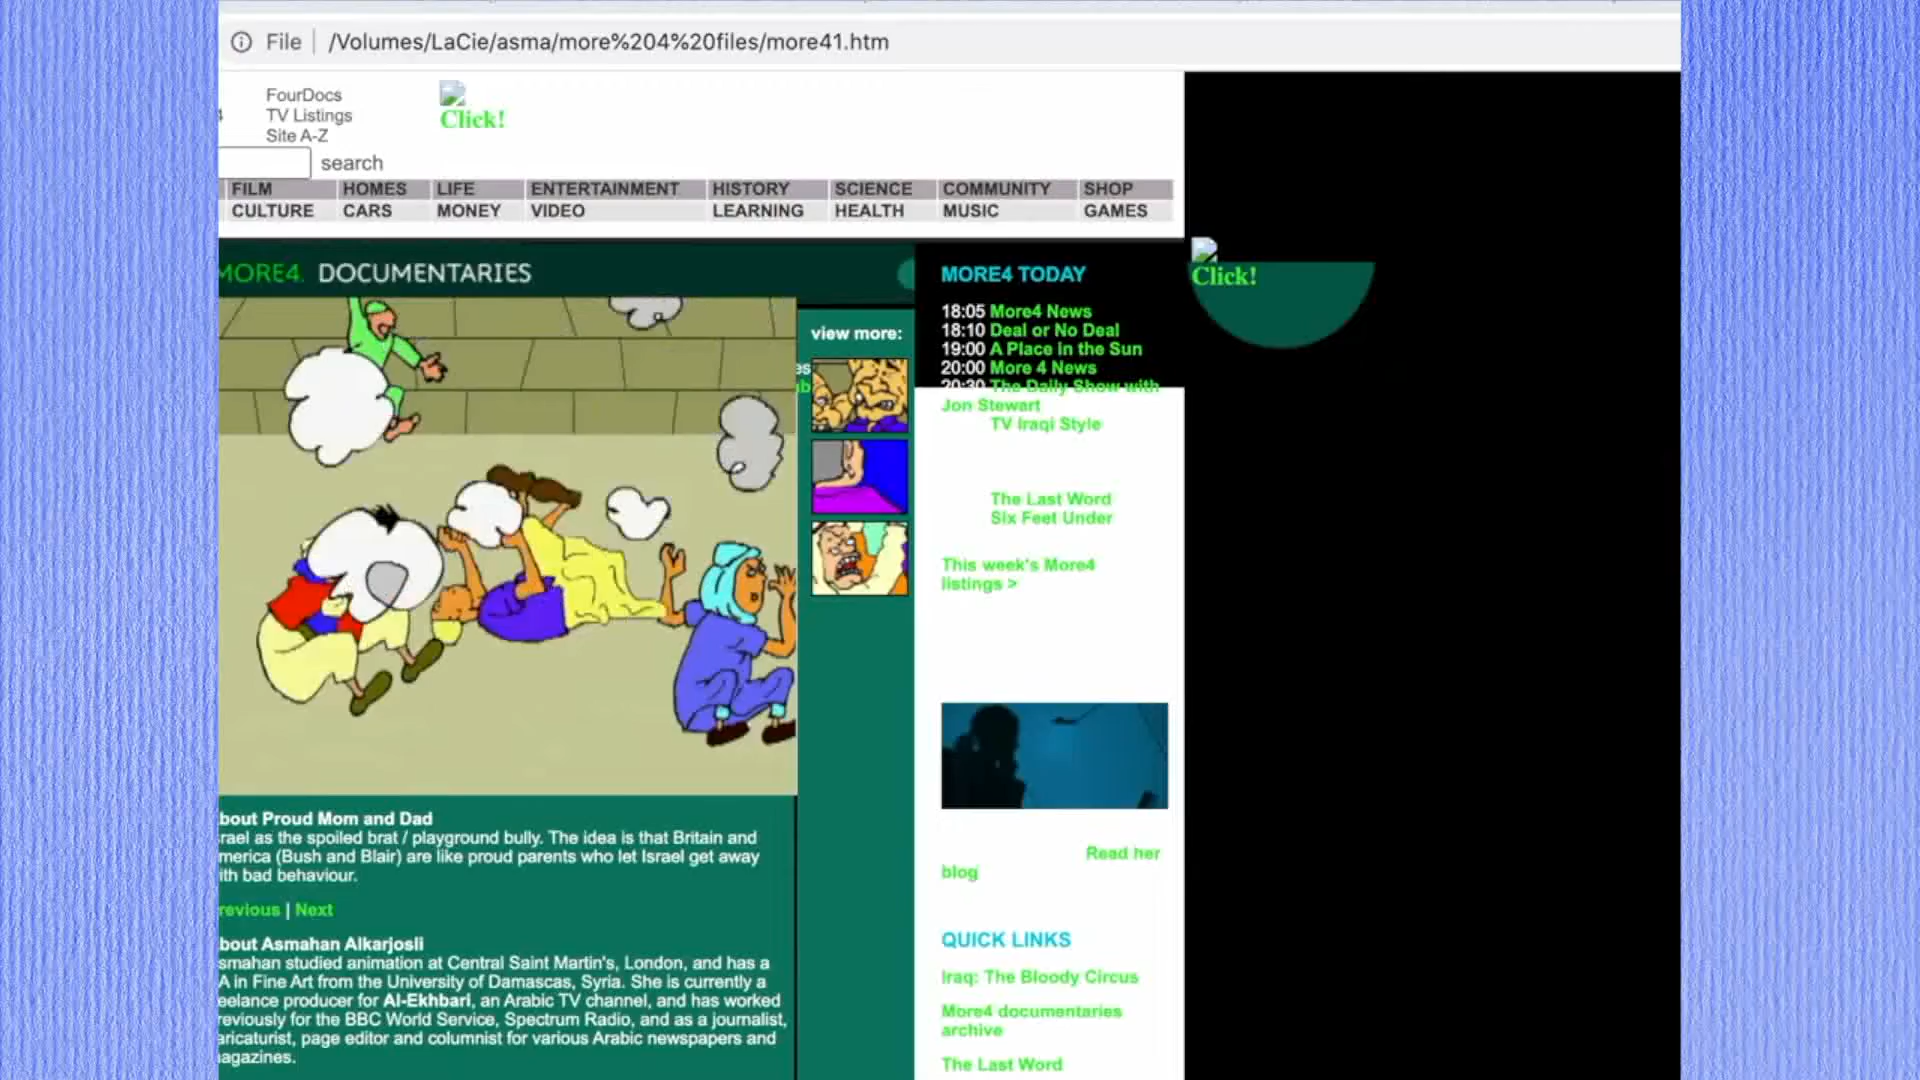 File
/Volumes/LaCie/asma/more%204%20files/more41.htm
FourDocs
TV Listings
Site A-Z
Click!
search
FILM HOMES LIFE ENTERTAINMENT HISTORY SCIENCE COMMUNITY SHOP
CULTURE CARS MONEY VIDEO LEARNING HEALTH MUSIC GAMES
MORE4. DOCUMENTARIES
view more:
MORE4 TODAY
18:05 More4 News
18:10 Deal or No Deal
19:00 A Place in the Sun
20:00 More 4 News
20:30 The Daily Show with
Jon Stewart
TV Iraqi Style
The Last Word
Six Feet Under
This week's More4
listings >
Click!
bout Proud Mom and Dad
rael as the spoiled brat / playground bully. The idea is that Britain and
merica (Bush and Blair) are like proud parents who let Israel get away
ith bad behaviour.
revious | Next
bout Asmahan Alkarjosli
smahan studied animation at Central Saint Martin's, London, and has a
A in Fine Art from the University of Damascus, Syria. She is currently a
eelance producer for Al-Ekhbari, an Arabic TV channel, and has worked
reviously for the BBC World Service, Spectrum Radio, and as a journalist,
aricaturist, page editor and columnist for various Arabic newspapers and
agazines.
Read her
blog
QUICK LINKS
Iraq: The Bloody Circus
More4 documentaries
archive
The Last Word